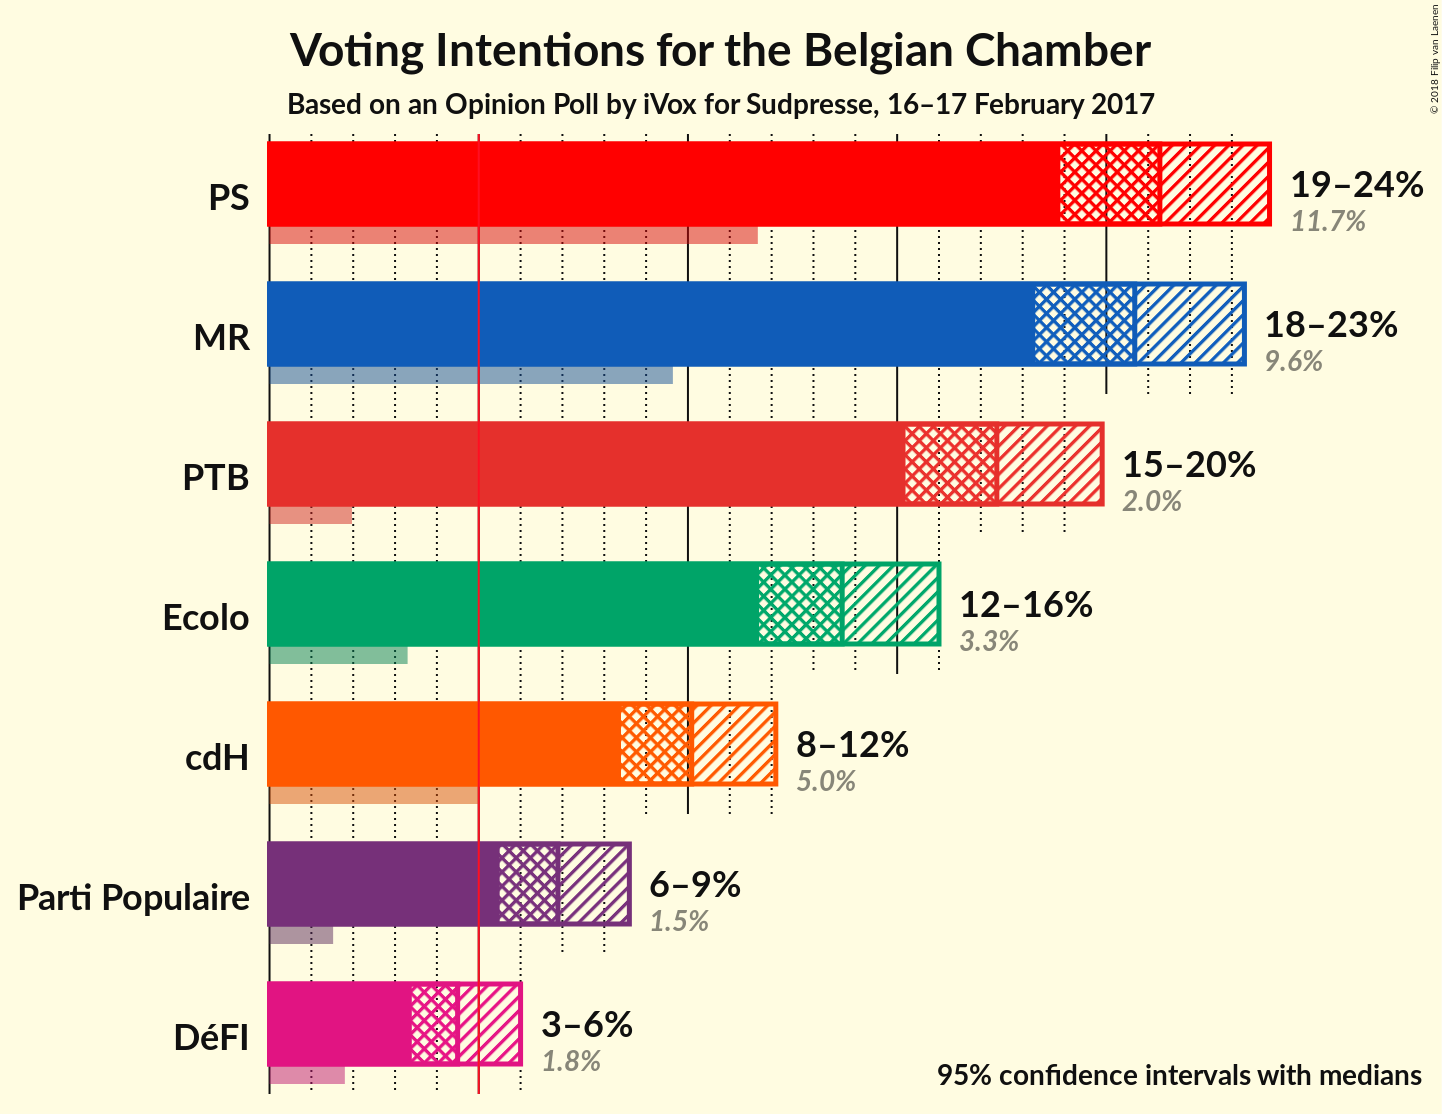 Voting Intentions for the Belgian Chamber
Based on an Opinion Poll by iVox for Sudpresse, 16–17 February 2017
© 2018 Filip van Laenen
PS
19–24%
11.7%
MR
18–23%
9.6%
PTB
15–20%
2.0%
Ecolo
12–16%
3.3%
cdH
8–12%
5.0%
Parti Populaire
6–9%
1.5%
DéFI
3–6%
1.8%
95% confidence intervals with medians